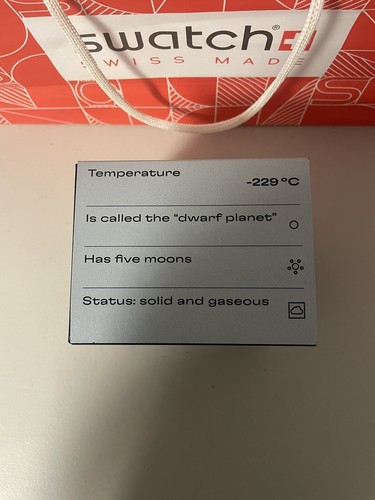 swatch
SWISS MADE
Temperature
-229 °C
Is called the “dwarf planet”
Has five moons
Status: solid and gaseous